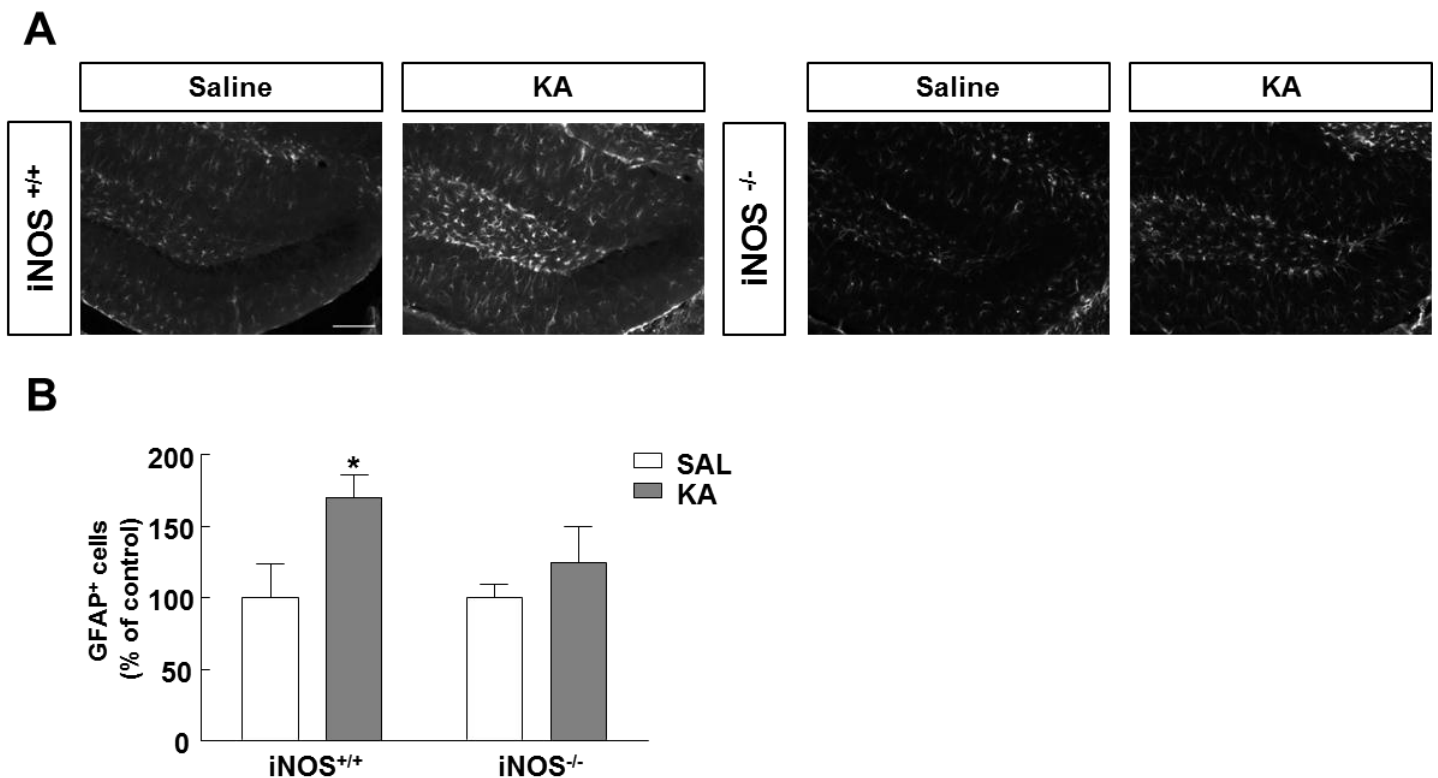 A
Saline
KA
Saline
KA
iNOS +/+
iNOS -/-
B
200
150
100
50
0
GFAP+ cells
(% of control)
*
SAL
KA
iNOS+/+
iNOS-/-